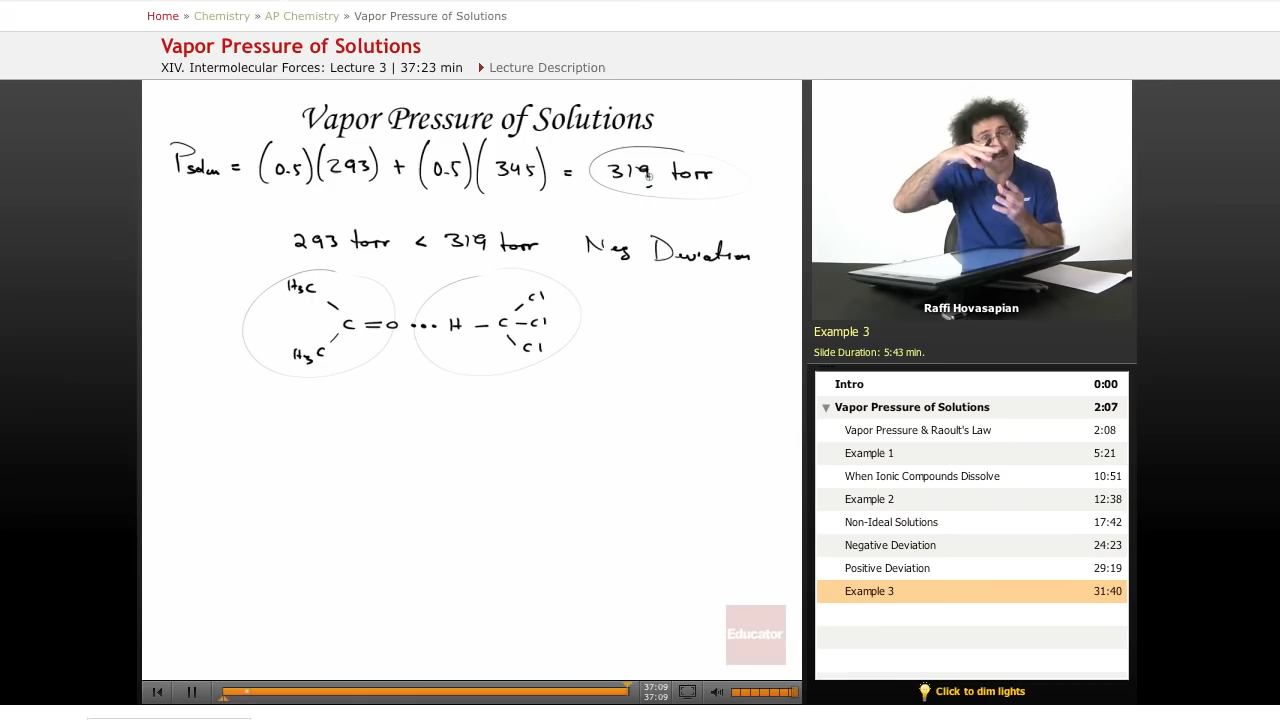 Home » Chemistry » AP Chemistry » Vapor Pressure of Solutions
Vapor Pressure of Solutions
XIV. Intermolecular Forces: Lecture 3 | 37:23 min Lecture Description
Vapor Pressure of Solutions
Psoln = (0.5)(293) + (0.5)(345) = 319 torr
293 torr < 319 torr Neg Deviation
H₃C Cl
C=O ••• H – C – Cl
H₃C Cl
Educator
37:09
37:09
Raffi Hovasapian
Example 3
Slide Duration: 5:43 min.
Intro 0:00
Vapor Pressure of Solutions 2:07
Vapor Pressure & Raoult's Law 2:08
Example 1 5:21
When Ionic Compounds Dissolve 10:51
Example 2 12:38
Non-Ideal Solutions 17:42
Negative Deviation 24:23
Positive Deviation 29:19
Example 3 31:40
Click to dim lights